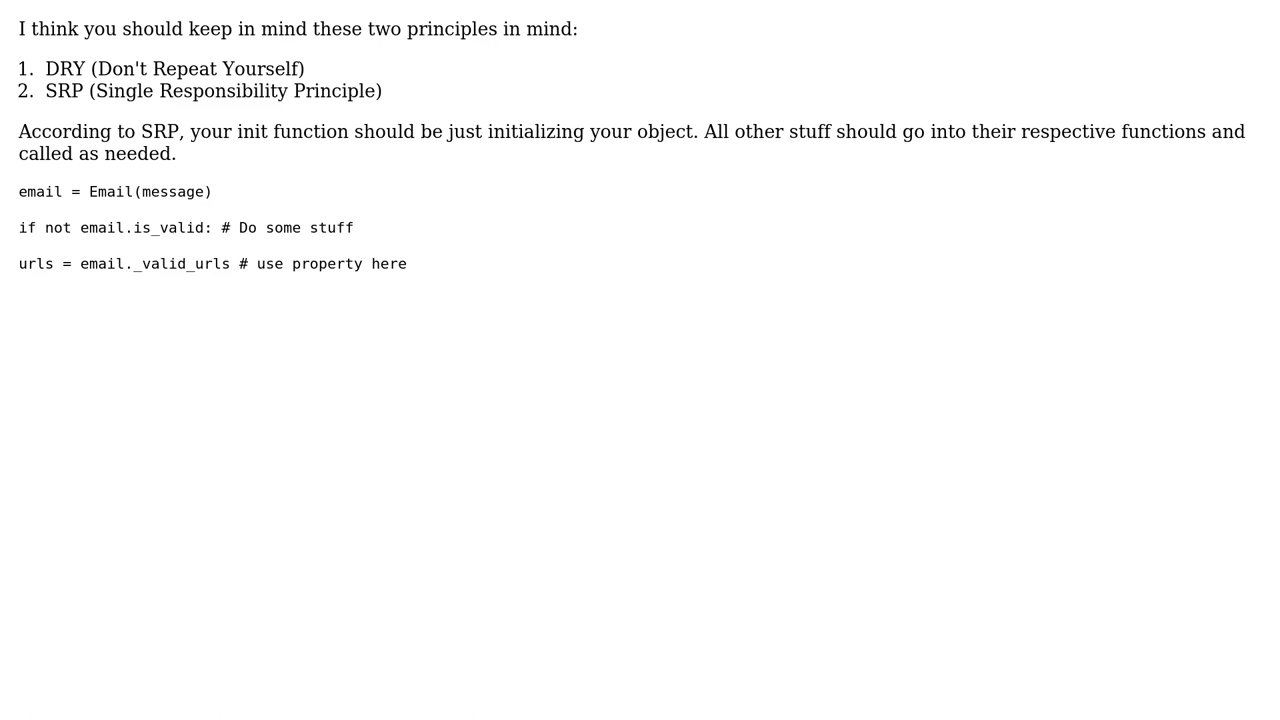 I think you should keep in mind these two principles in mind:
1. DRY (Don't Repeat Yourself)
2. SRP (Single Responsibility Principle)
According to SRP, your init function should be just initializing your object. All other stuff should go into their respective functions and
called as needed.
email = Email(message)
if not email.is_valid: # Do some stuff
urls = email._valid_urls # use property here